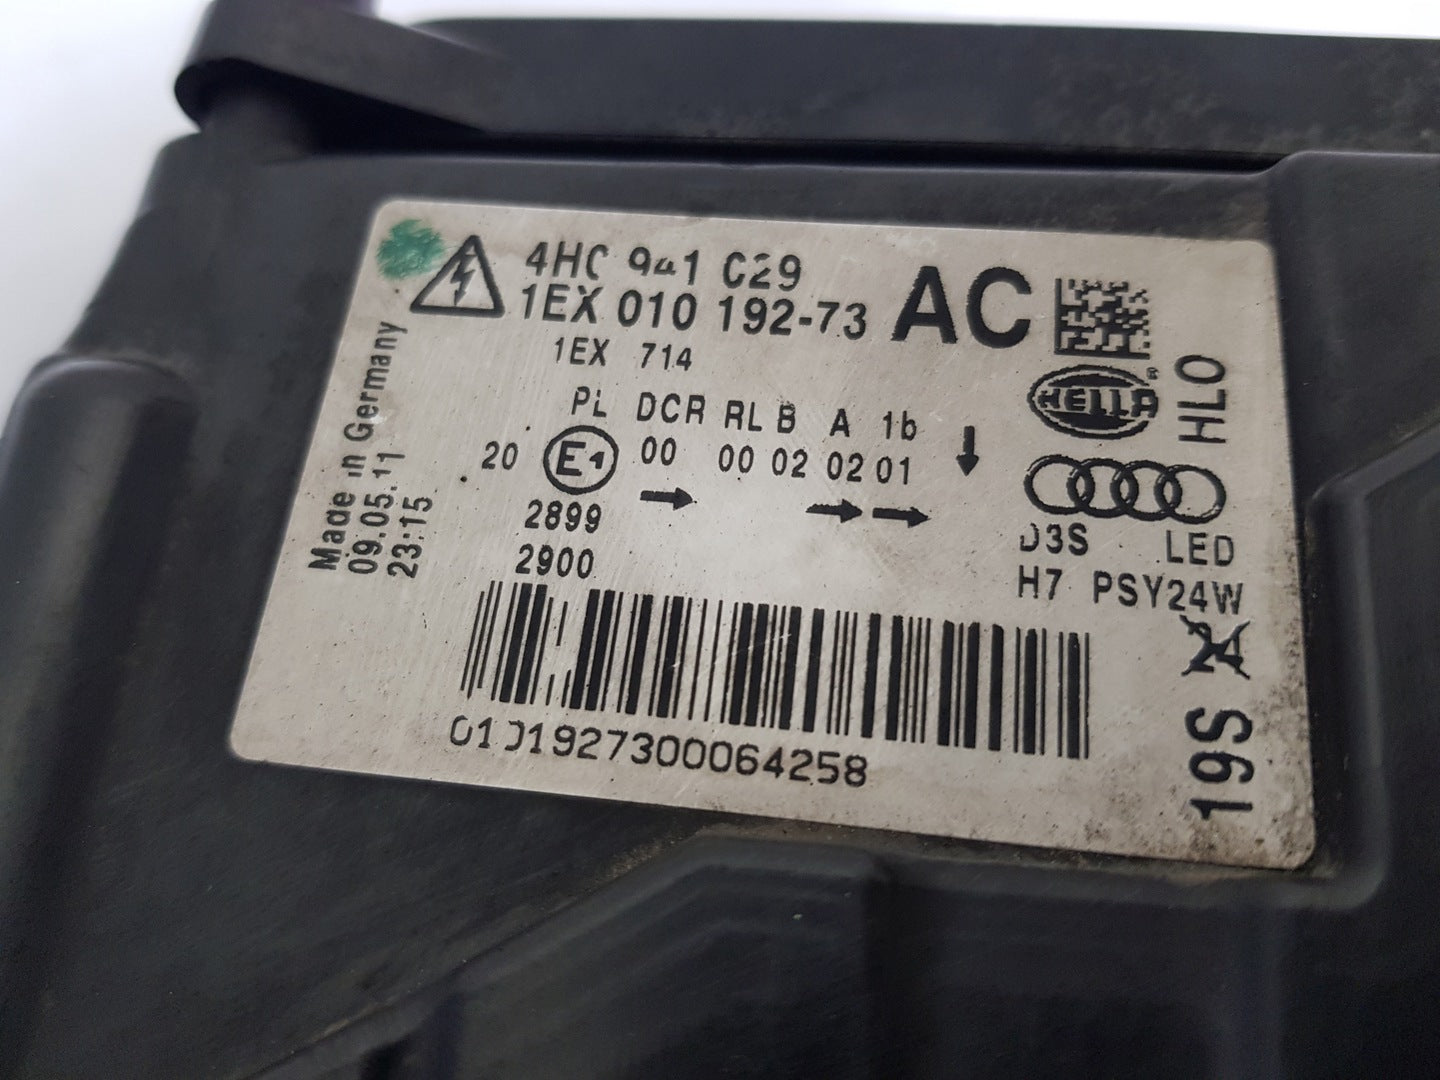 4H0 941 029
1EX 010 192-73
AC
1EX 714
PL DCR RL B A 1b
20 E1 00 00 02 02 01
2899
2900
Made in Germany
09.05.11
23:15
HELLA®
HLO
D3S LED
H7 PSY24W
19S
0101927300064258